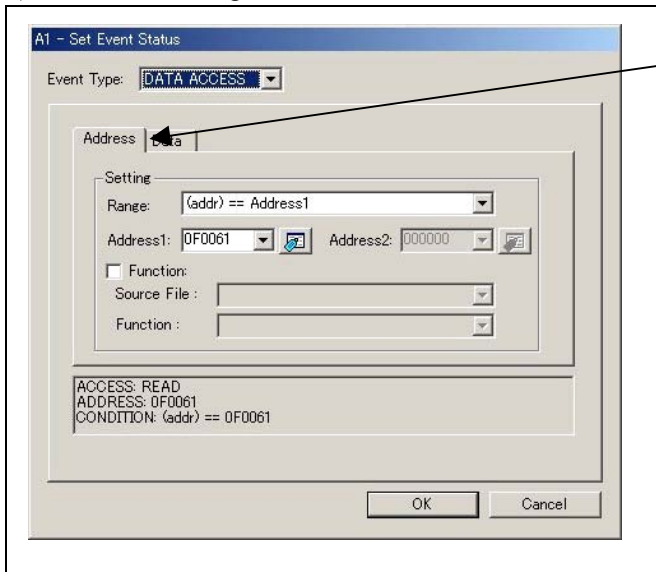 A1 - Set Event Status
Event Type: DATA ACCESS
Address Data
Setting
Range: (addr) == Address1
Address1: 0F0061 Address2: 000000
Function:
Source File :
Function :
ACCESS: READ
ADDRESS: 0F0061
CONDITION: (addr) == 0F0061
OK Cancel